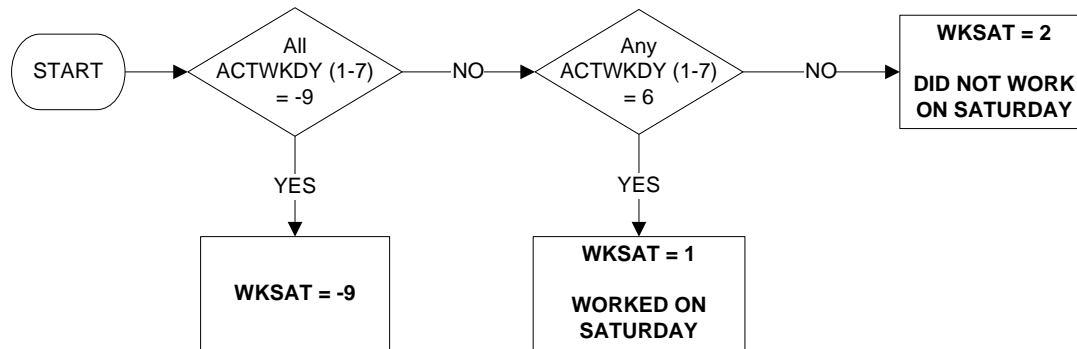 START
All
ACTWKDY (1-7)
= -9
NO
Any
ACTWKDY (1-7)
= 6
NO
WKSAT = 2
DID NOT WORK
ON SATURDAY
YES
YES
WKSAT = -9
WKSAT = 1
WORKED ON
SATURDAY